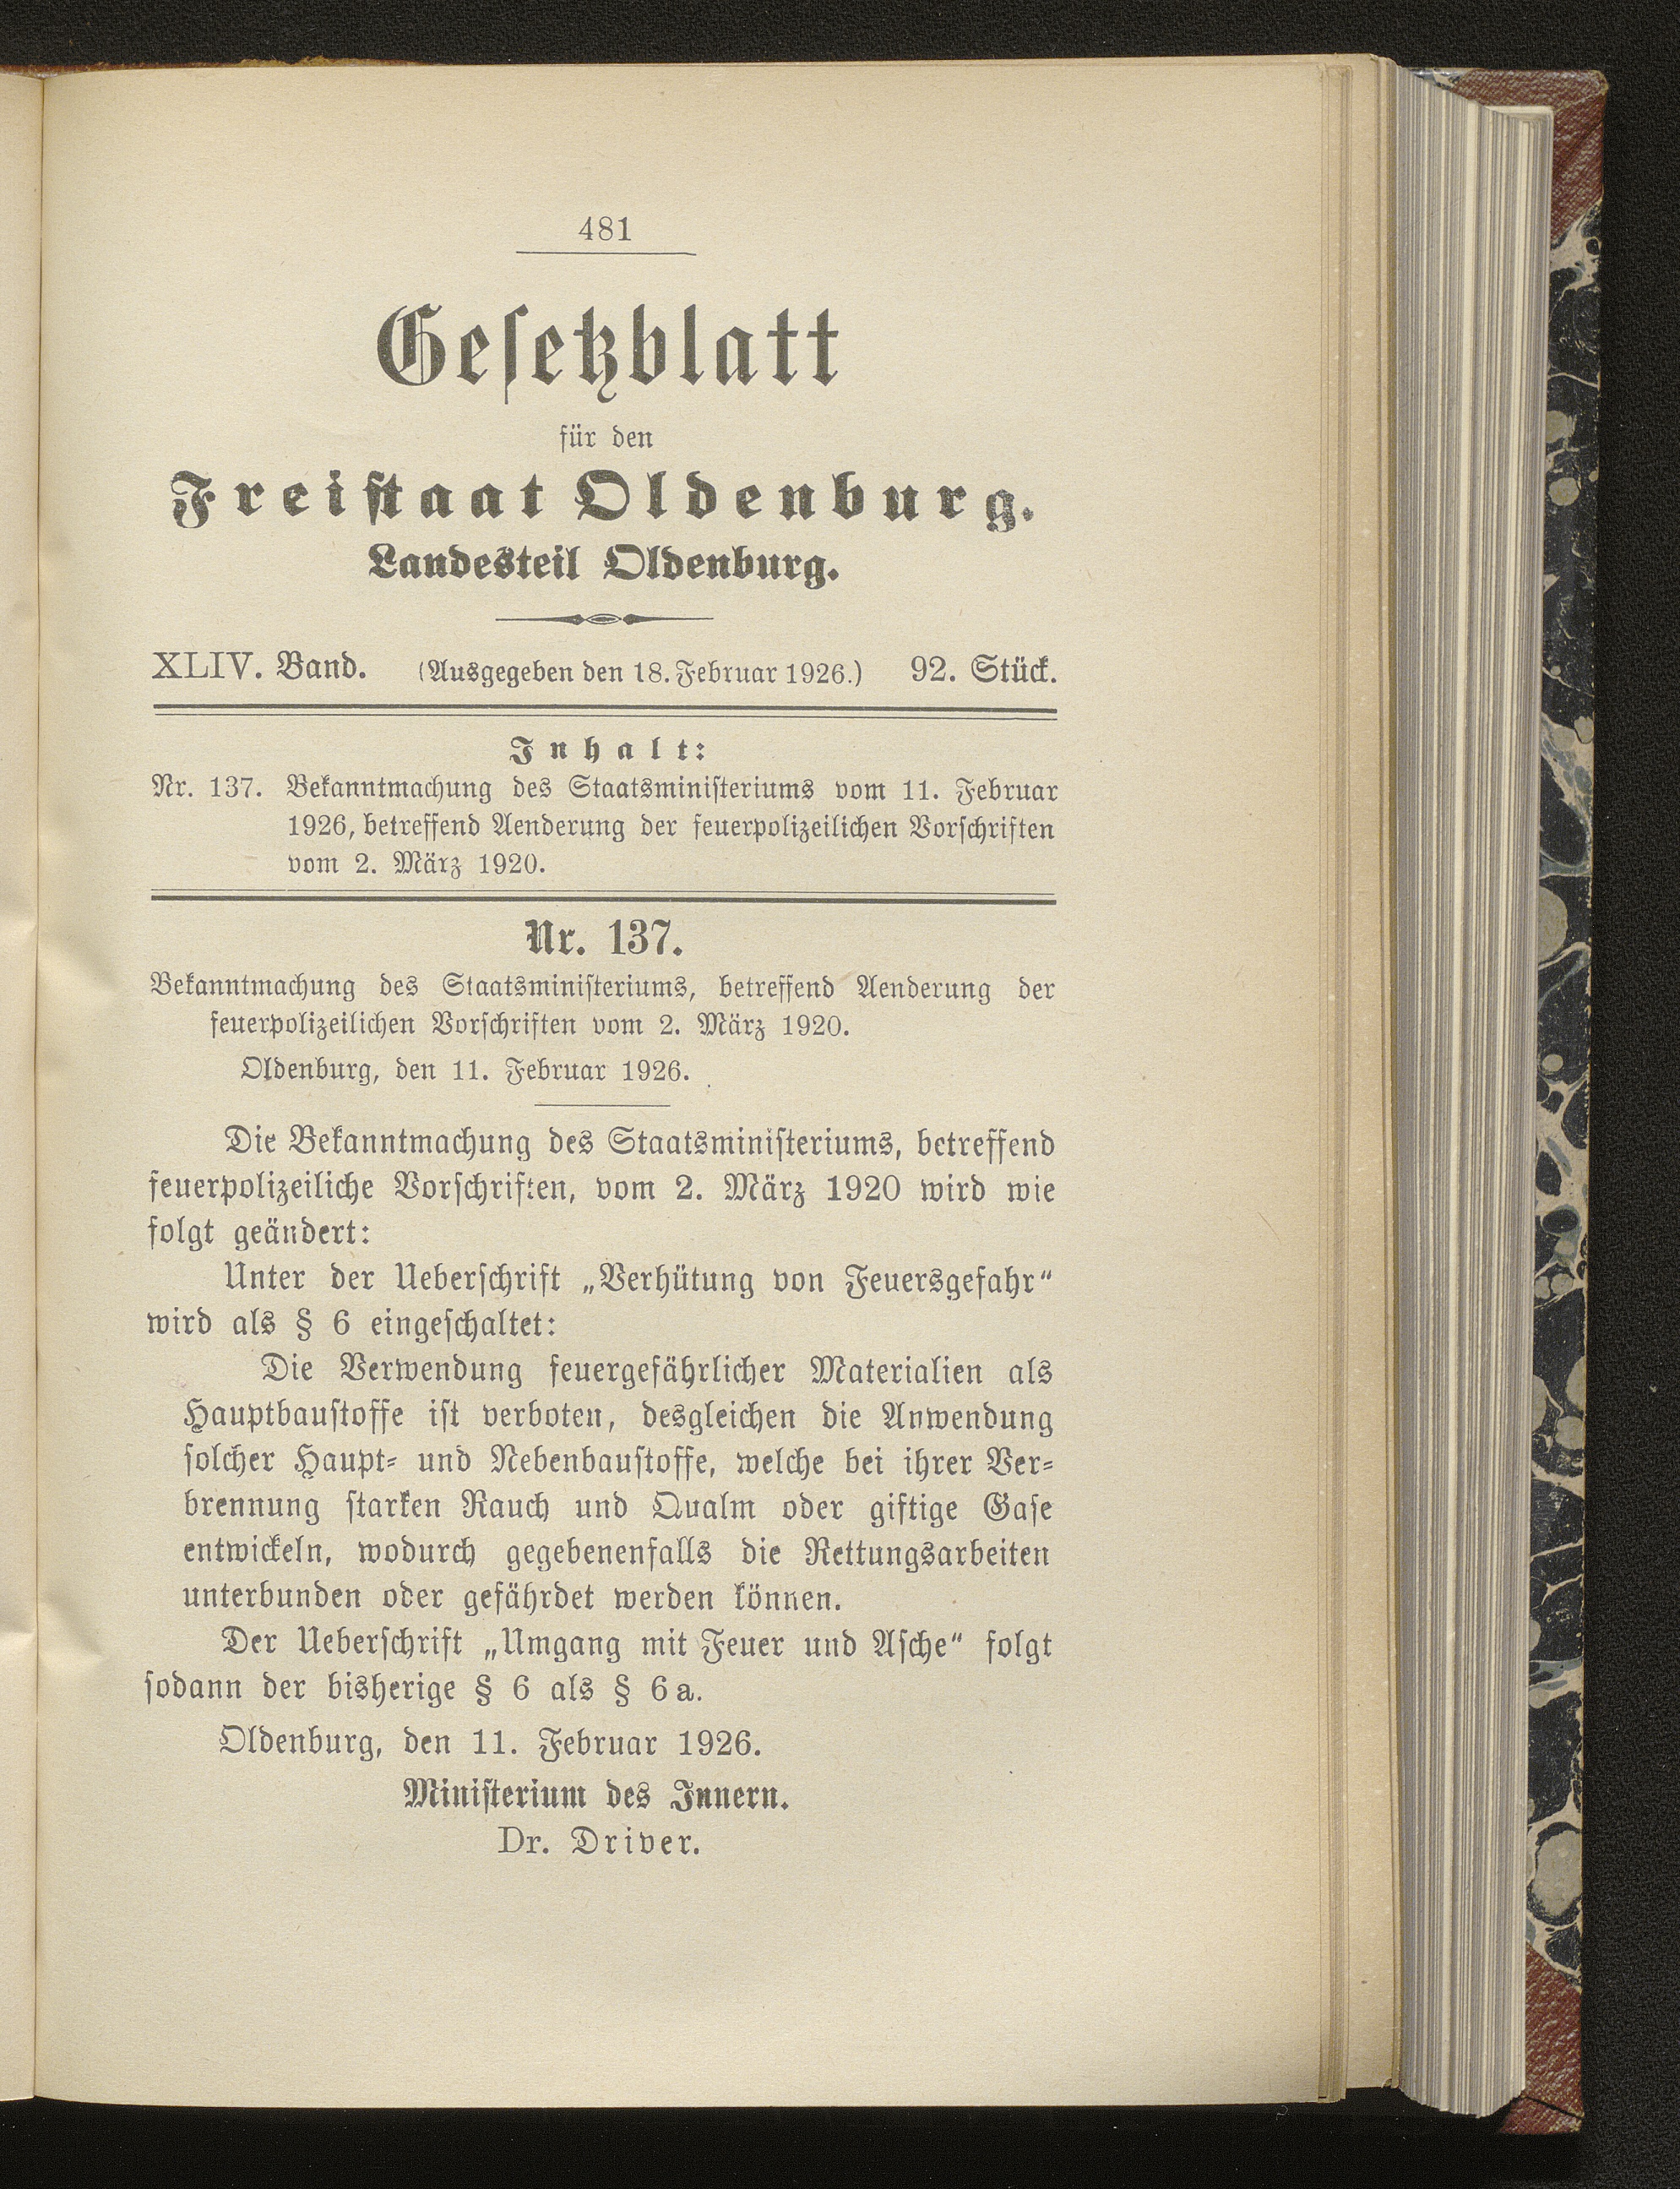 481
Gesetzblatt
für den
Freistaat Oldenburg.
Landesteil Oldenburg.
XLIV. Band. (Ausgegeben den 18. Februar 1926.) 92. Stück.
Inhalt:
Nr. 137. Bekanntmachung des Staatsministeriums vom 11. Februar
1926, betreffend Aenderung der feuerpolizeilichen Vorschriften
vom 2. März 1920.
Nr. 137.
Bekanntmachung des Staatsministeriums, betreffend Aenderung der
feuerpolizeilichen Vorschriften vom 2. März 1920.
Oldenburg, den 11. Februar 1926.
Die Bekanntmachung des Staatsministeriums, betreffend
feuerpolizeiliche Vorschriften, vom 2. März 1920 wird wie
folgt geändert:
Unter der Ueberschrift „Verhütung von Feuersgefahr“
wird als § 6 eingeschaltet:
Die Verwendung feuergefährlicher Materialien als
Hauptbaustoffe ist verboten, desgleichen die Anwendung
solcher Haupt- und Nebenbaustoffe, welche bei ihrer Ver-
brennung starken Rauch und Qualm oder giftige Gase
entwickeln, wodurch gegebenenfalls die Rettungsarbeiten
unterbunden oder gefährdet werden können.
Der Ueberschrift „Umgang mit Feuer und Asche“ folgt
sodann der bisherige § 6 als § 6a.
Oldenburg, den 11. Februar 1926.
Ministerium des Innern.
Dr. Driver.